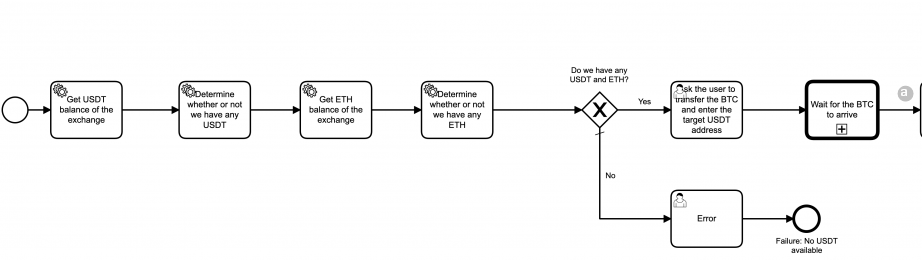 Get USDT
balance of the
exchange
Determine
whether or not
we have any
USDT
Get ETH
balance of the
exchange
Determine
whether or not
we have any
ETH
Do we have any
USDT and ETH?
Yes
No
sk the user to
transfer the BTC
and enter the
target USDT
address
Wait for the BTC
to arrive
a
Error
Failure: No USDT
available